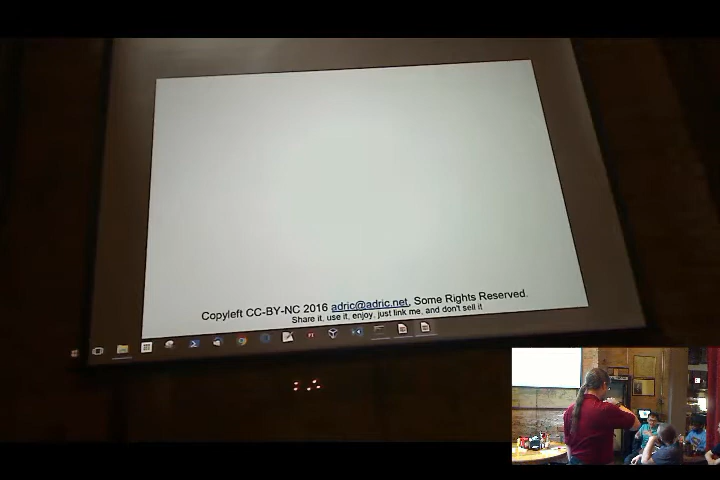 Copyleft CC-BY-NC 2016 adric@adric.net, Some Rights Reserved.
Share it, use it, enjoy, just link me, and don't sell it